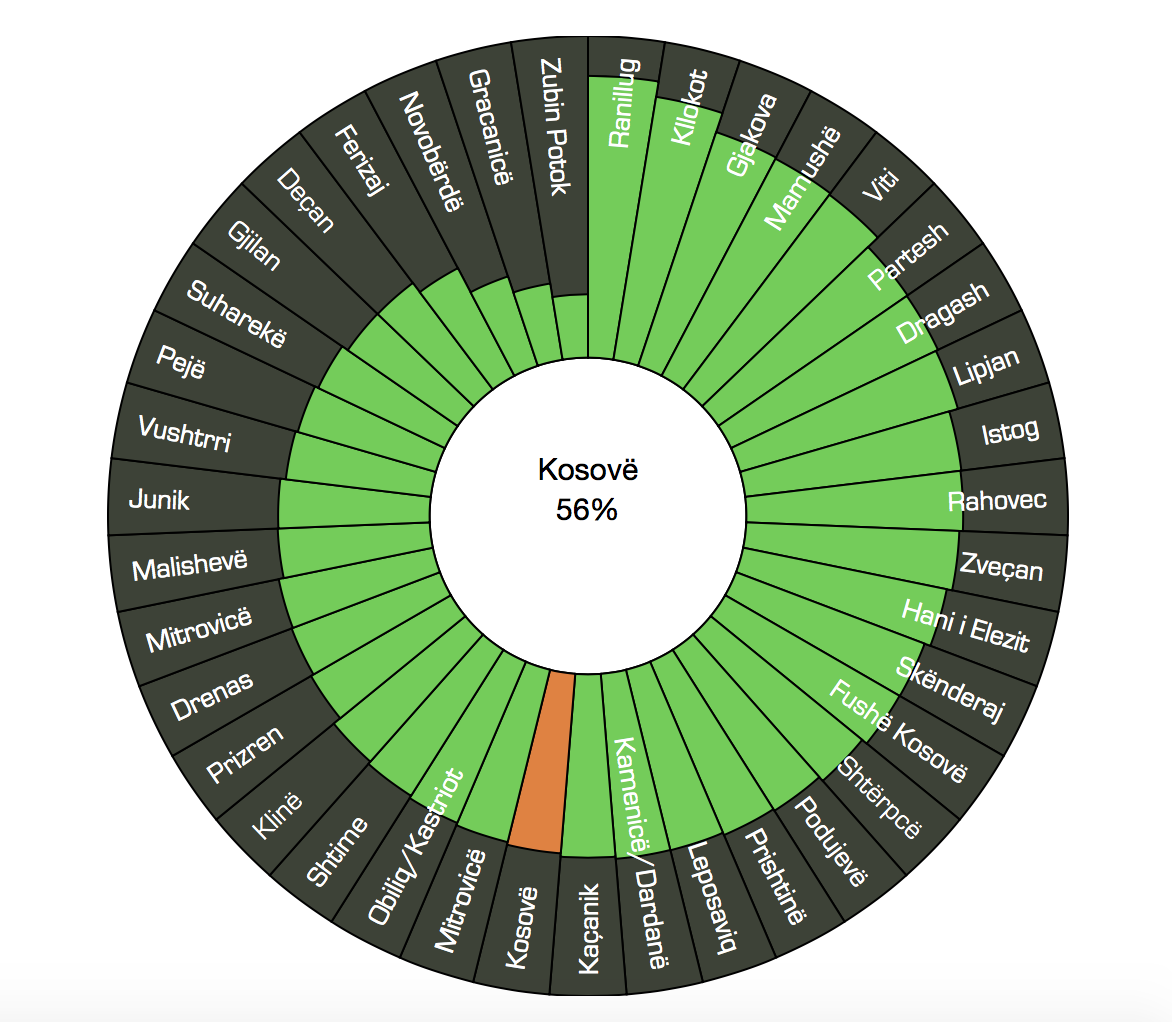 Kosovë
56%
Ranillug
Kllokot
Gjakova
Mamushë
Viti
Partesh
Dragash
Lipjan
Istog
Rahovec
Zveçan
Hani i Elezit
Skënderaj
Fushë Kosovë
Shtërpcë
Podujevë
Prishtinë
Leposaviq
Kamenicë/Dardanë
Kaçanik
Kosovë
Mitrovicë
Obiliq/Kastriot
Shtime
Klinë
Prizren
Drenas
Mitrovicë
Malishevë
Junik
Vushtrri
Pejë
Suharekë
Gjilan
Deçan
Ferizaj
Novobërdë
Gracanicë
Zubin Potok